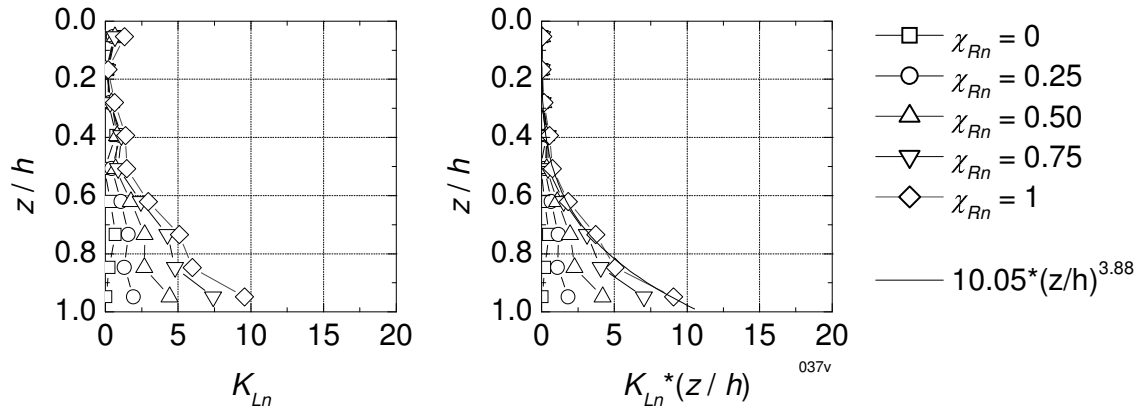 0.0
0.2
0.4
0.6
0.8
1.0
z / h
0 5 10 15 20
K_Ln
0.0
0.2
0.4
0.6
0.8
1.0
z / h
0 5 10 15 20
K_Ln*(z / h)
037v
χ_Rn = 0
χ_Rn = 0.25
χ_Rn = 0.50
χ_Rn = 0.75
χ_Rn = 1
10.05*(z/h)^3.88